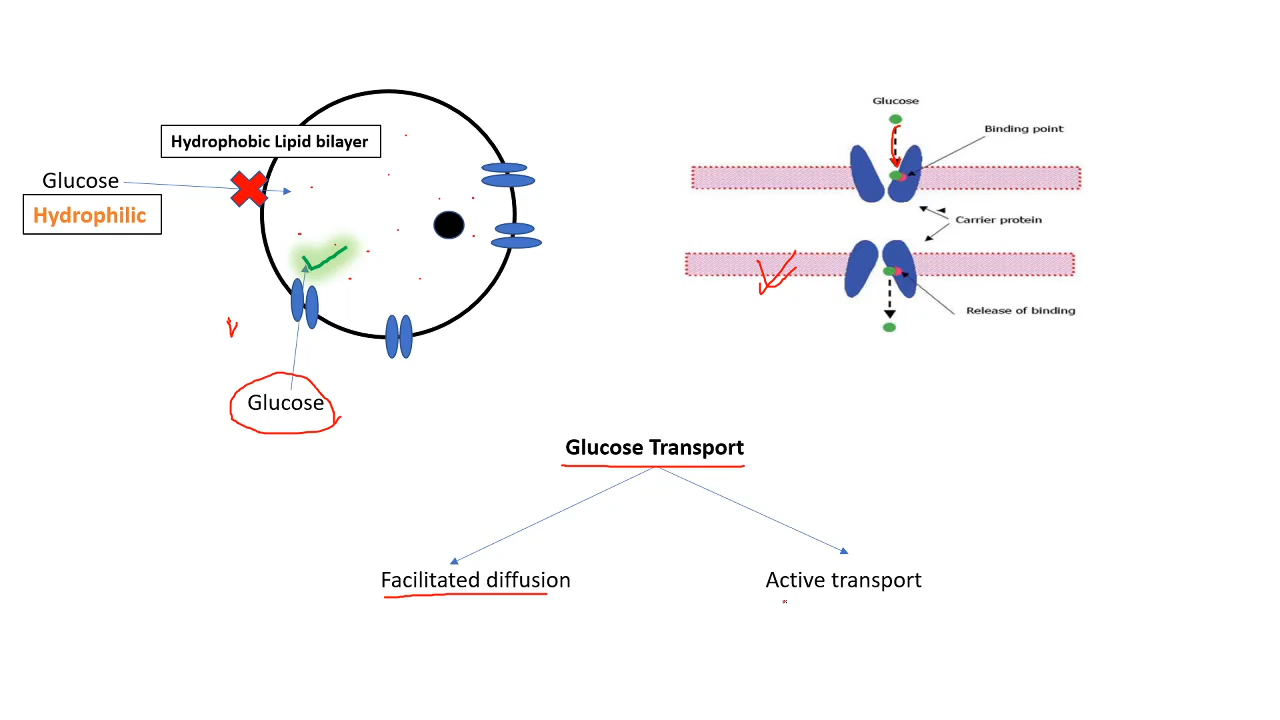 Hydrophobic Lipid bilayer
Glucose
Hydrophilic
Glucose
Glucose
Binding point
Carrier protein
Release of binding
Glucose Transport
Facilitated diffusion
Active transport